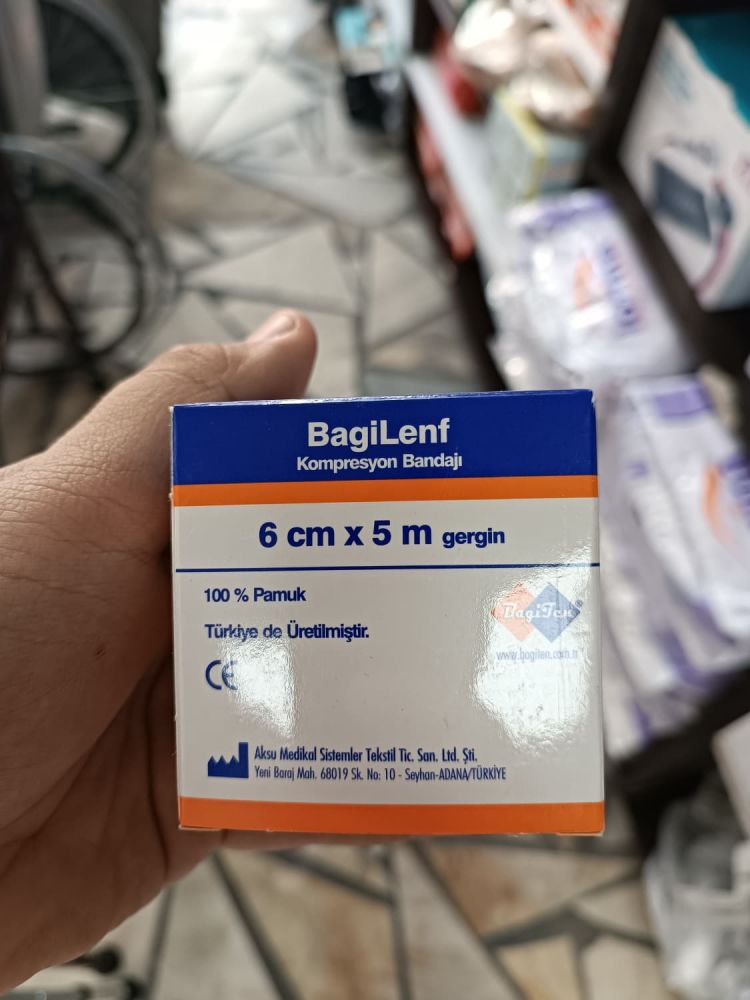 BagiLenf
Kompresyon Bandajı
6 cm x 5 m gergin
100 % Pamuk
Türkiye de Üretilmiştir.
BagiTen®
www.bagiten.com.tr
CE
Aksu Medikal Sistemler Tekstil Tic. San. Ltd. Şti.
Yeni Baraj Mah. 68019 Sk. No: 10 - Seyhan-ADANA/TÜRKİYE